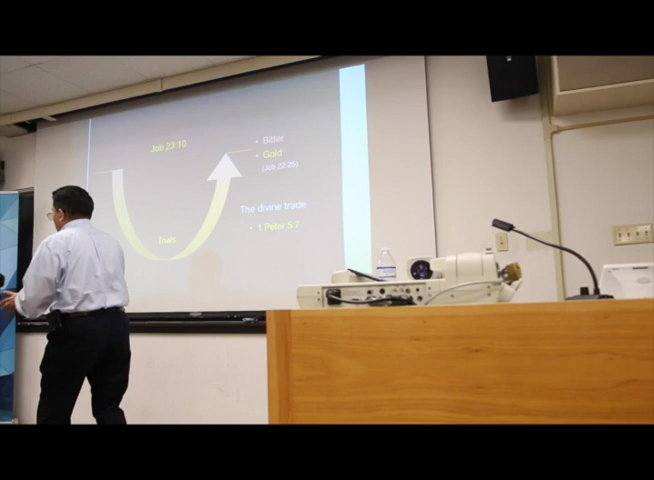 Job 23:10
• Bitter
• Gold
(Job 22:25)
The divine trade
• 1 Peter 5:7
Trials